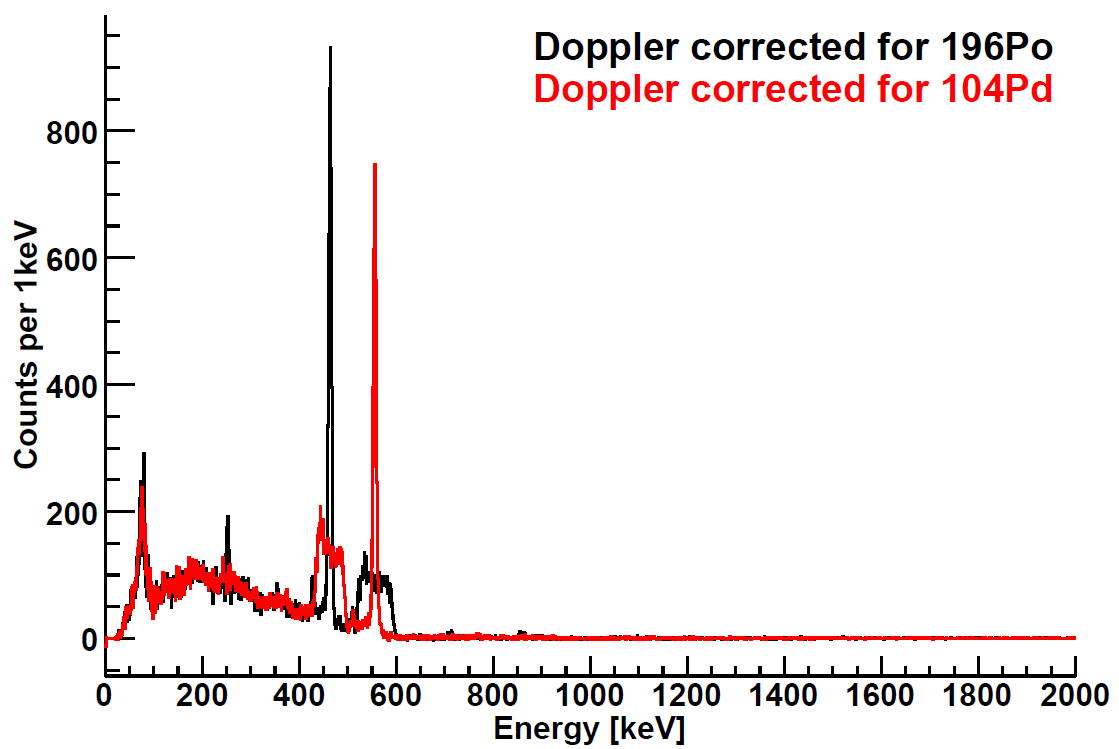 Doppler corrected for 196Po
Doppler corrected for 104Pd
Counts per 1keV
800
600
400
200
0
0 200 400 600 800 1000 1200 1400 1600 1800 2000
Energy [keV]